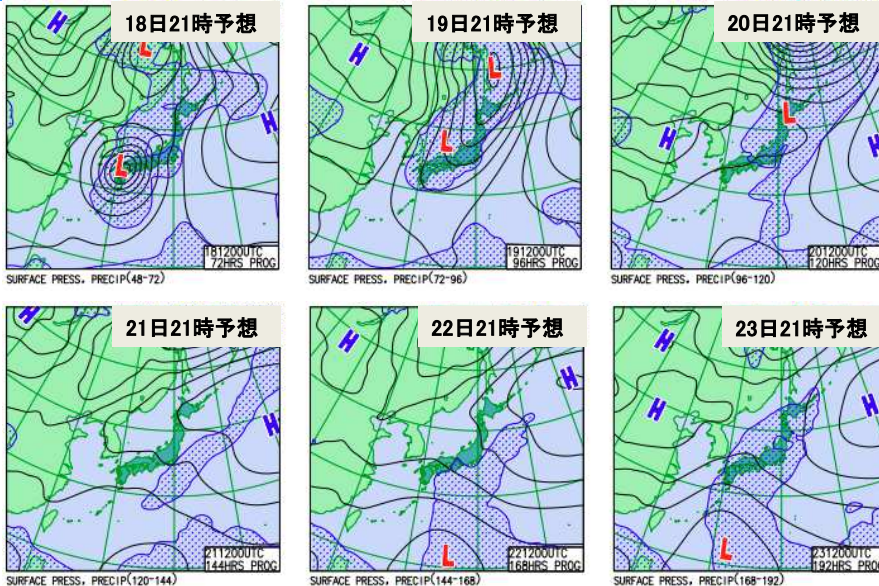 18日21時予想
H
L
L
H
181200UTC
72HRS PROG
SURFACE PRESS, PRECIP(48-72)
19日21時予想
H
L
L
191200UTC
96HRS PROG
SURFACE PRESS, PRECIP(72-96)
20日21時予想
L
H
H
201200UTC
120HRS PROG
SURFACE PRESS, PRECIP(96-120)
21日21時予想
H
H
211200UTC
144HRS PROG
SURFACE PRESS, PRECIP(120-144)
22日21時予想
H
H
L
221200UTC
168HRS PROG
SURFACE PRESS, PRECIP(144-168)
23日21時予想
H
H
H
L
231200UTC
192HRS PROG
SURFACE PRESS, PRECIP(168-192)